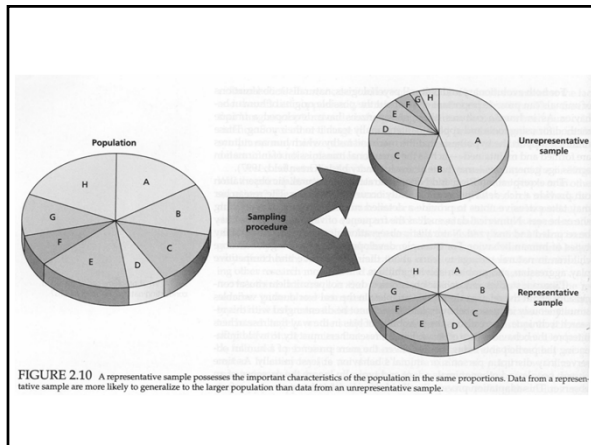 Population
H
A
G
B
F
C
E
D
Sampling
procedure
H
G
F
E
D
A
C
B
Unrepresentative
sample
H
A
G
B
F
C
E
D
Representative
sample
FIGURE 2.10 A representative sample possesses the important characteristics of the population in the same proportions. Data from a represen-
tative sample are more likely to generalize to the larger population than data from an unrepresentative sample.